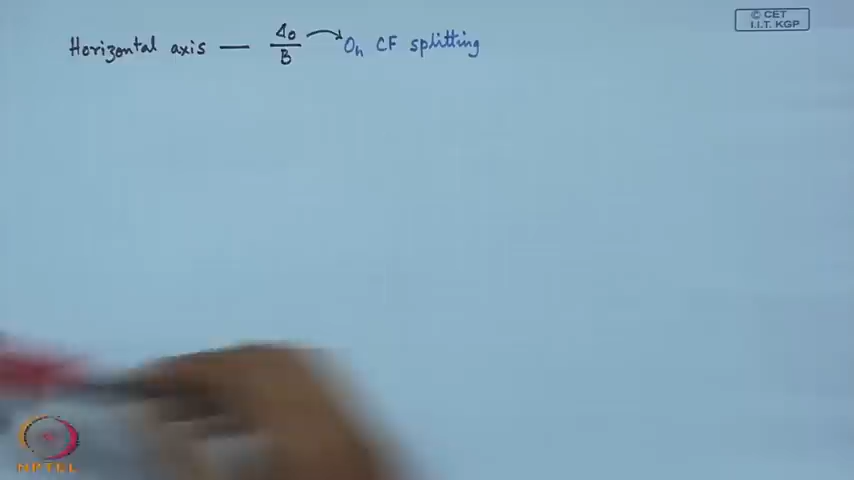 Horizontal axis — Δo/B → Oh CF splitting
© CET
I.I.T. KGP
NPTEL